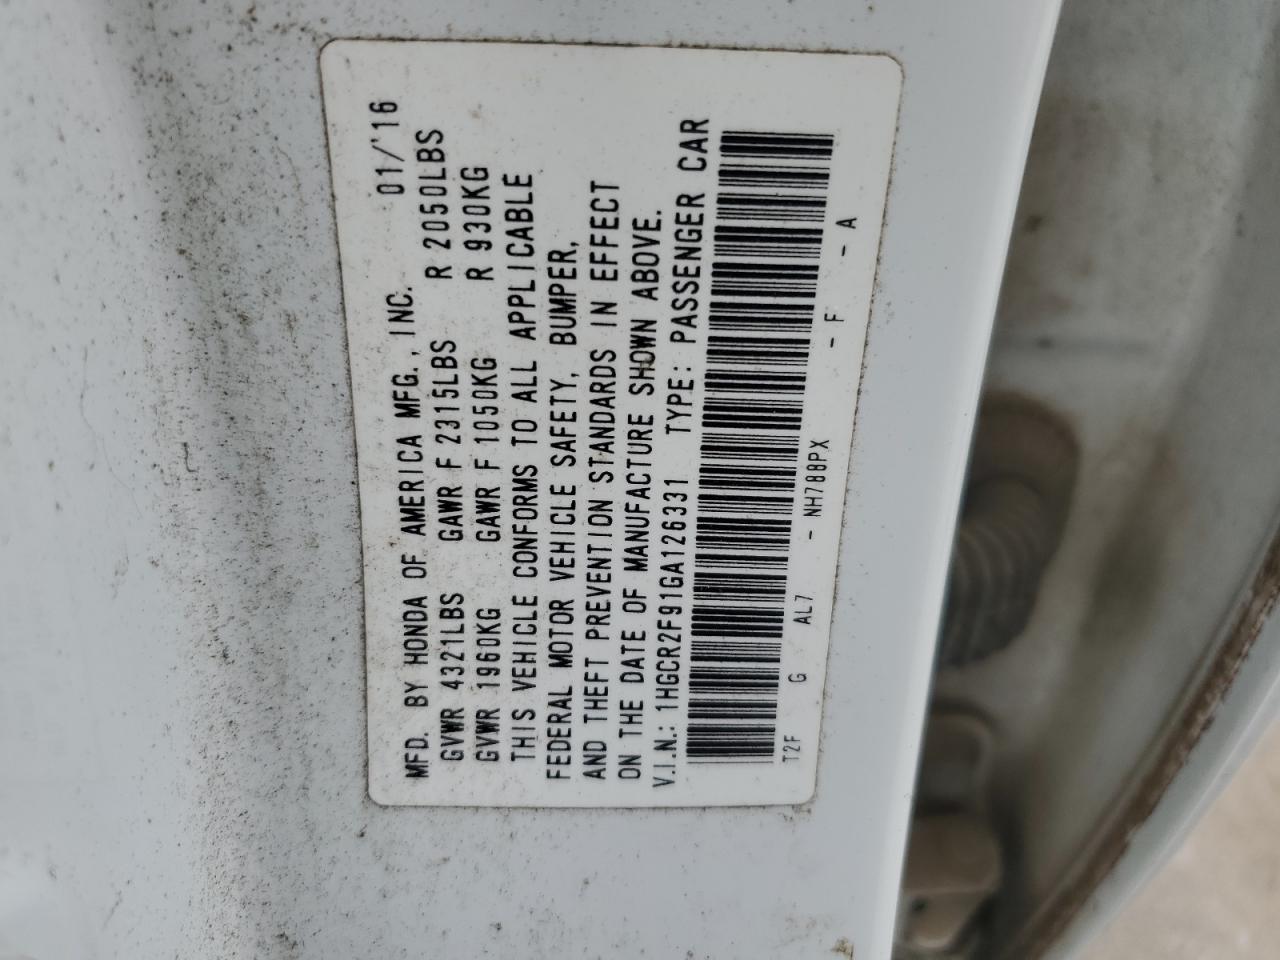 MFD. BY HONDA OF AMERICA MFG., INC. 01/'16
GVWR 4321LBS GAWR F 2315LBS R 2050LBS
GVWR 1960KG GAWR F 1050KG R 930KG
THIS VEHICLE CONFORMS TO ALL APPLICABLE
FEDERAL MOTOR VEHICLE SAFETY, BUMPER,
AND THEFT PREVENTION STANDARDS IN EFFECT
ON THE DATE OF MANUFACTURE SHOWN ABOVE.
V.I.N.: 1HGCR2F91GA126331 TYPE: PASSENGER CAR
T2F G AL7 - NH788PX - F - A